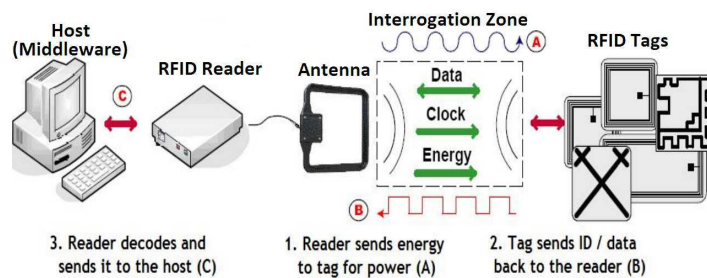 Host
(Middleware)
RFID Reader
Antenna
Interrogation Zone
RFID Tags
A
C
Data
Clock
Energy
B
3. Reader decodes and
sends it to the host (C)
1. Reader sends energy
to tag for power (A)
2. Tag sends ID / data
back to the reader (B)